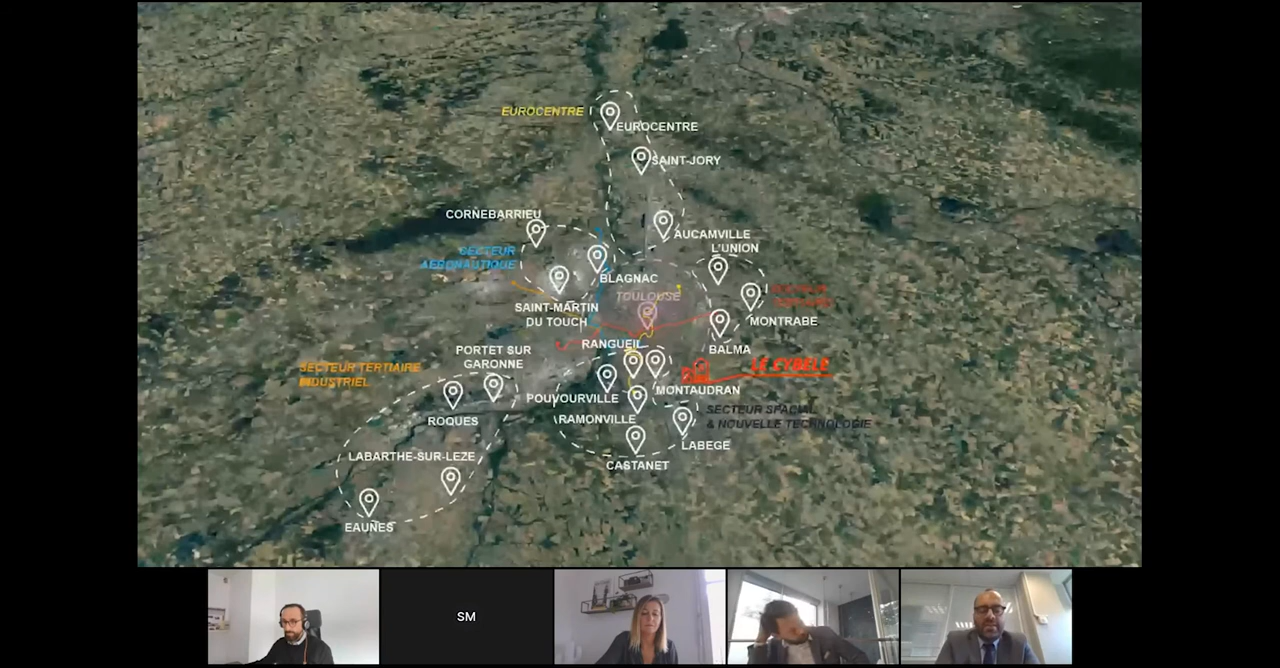 EUROCENTRE
EUROCENTRE
SAINT-JORY
CORNEBARRIEU
AUCAMVILLE
L'UNION
SECTEUR
AERONAUTIQUE
BLAGNAC
TOULOUSE
SAINT-MARTIN
DU TOUCH
MONTRABE
RANGUEIL
BALMA
PORTET SUR
GARONNE
LE CYBELE
SECTEUR TERTIAIRE
INDUSTRIEL
MONTAUDRAN
POUVOURVILLE
ROQUES
RAMONVILLE
SECTEUR SPACIAL
& NOUVELLE TECHNOLOGIE
LABEGE
LABARTHE-SUR-LEZE
CASTANET
EAUNES
SM